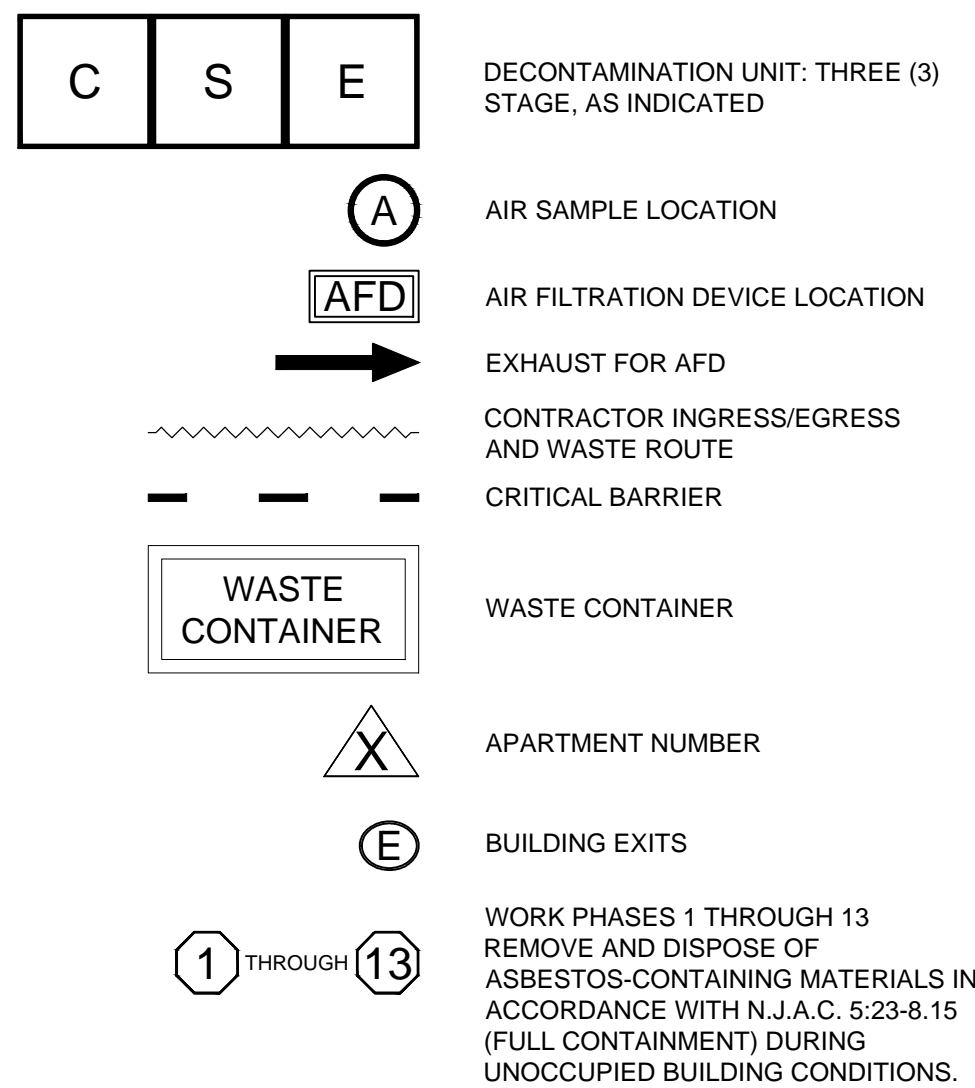 C S E
DECONTAMINATION UNIT: THREE (3)
STAGE, AS INDICATED
A
AIR SAMPLE LOCATION
AFD
AIR FILTRATION DEVICE LOCATION
EXHAUST FOR AFD
CONTRACTOR INGRESS/EGRESS
AND WASTE ROUTE
CRITICAL BARRIER
WASTE
CONTAINER
WASTE CONTAINER
X
APARTMENT NUMBER
E
BUILDING EXITS
1 THROUGH 13
WORK PHASES 1 THROUGH 13
REMOVE AND DISPOSE OF
ASBESTOS-CONTAINING MATERIALS IN
ACCORDANCE WITH N.J.A.C. 5:23-8.15
(FULL CONTAINMENT) DURING
UNOCCUPIED BUILDING CONDITIONS.